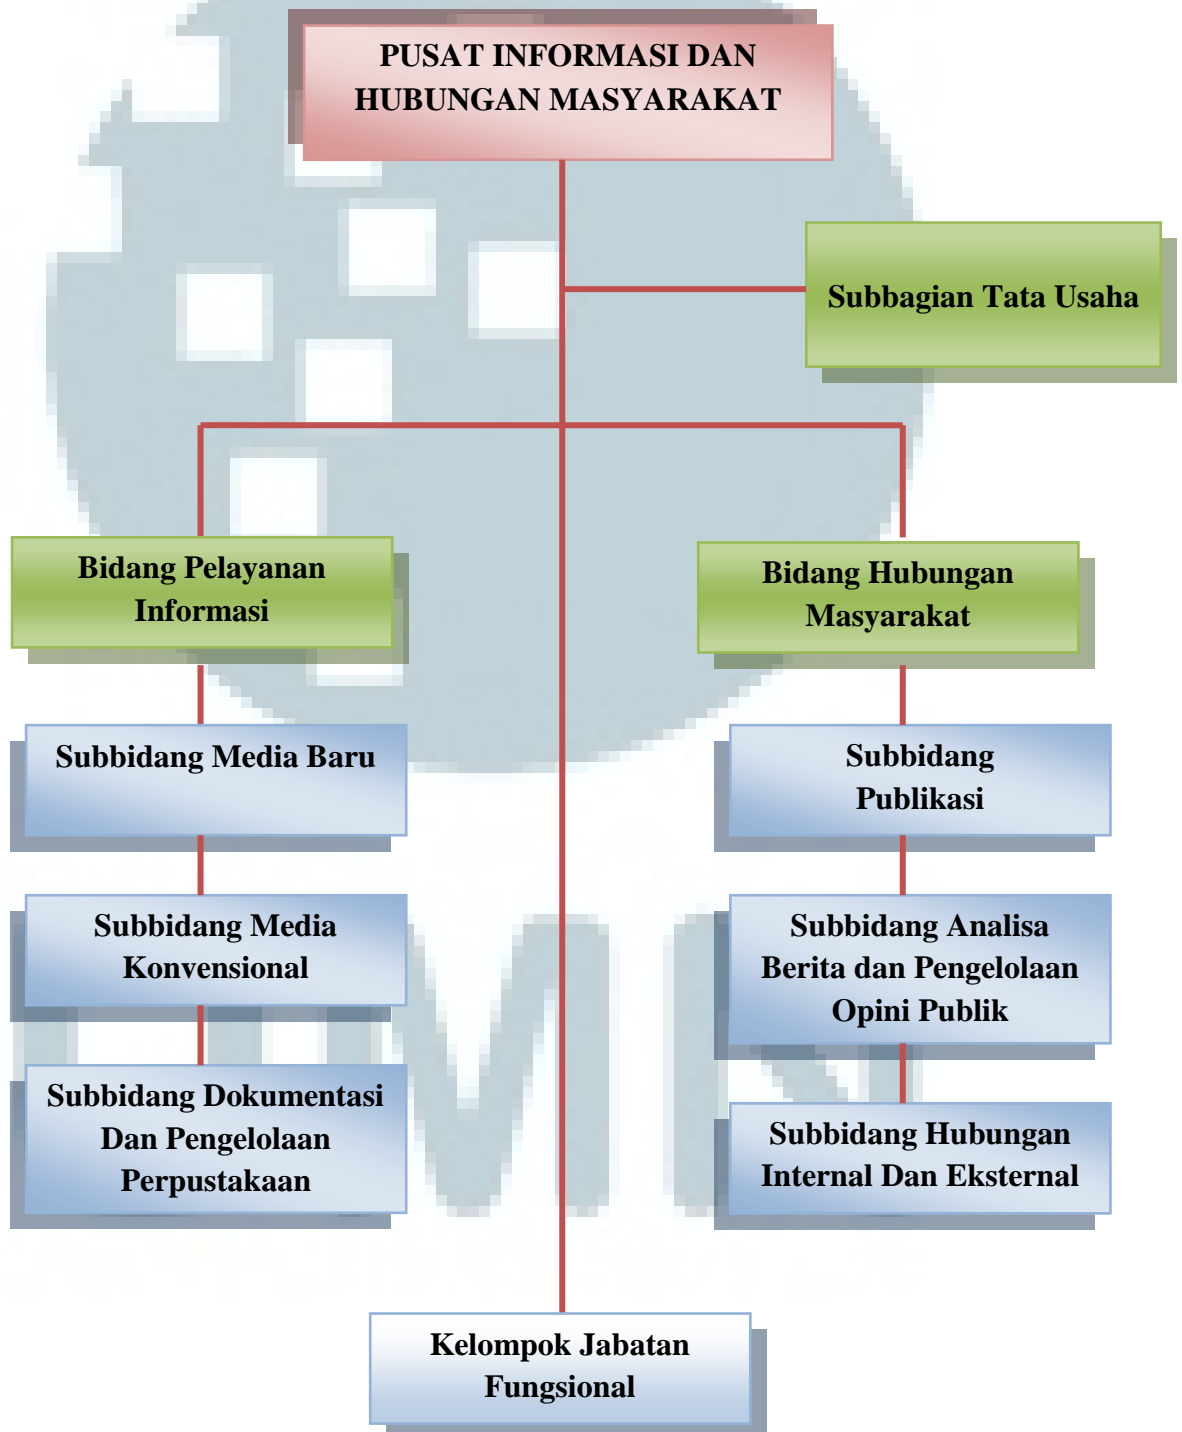 PUSAT INFORMASI DAN
HUBUNGAN MASYARAKAT
Subbagian Tata Usaha
Bidang Pelayanan
Informasi
Bidang Hubungan
Masyarakat
Subbidang Media Baru
Subbidang
Publikasi
Subbidang Media
Konvensional
Subbidang Analisa
Berita dan Pengelolaan
Opini Publik
Subbidang Dokumentasi
Dan Pengelolaan
Perpustakaan
Subbidang Hubungan
Internal Dan Eksternal
Kelompok Jabatan
Fungsional